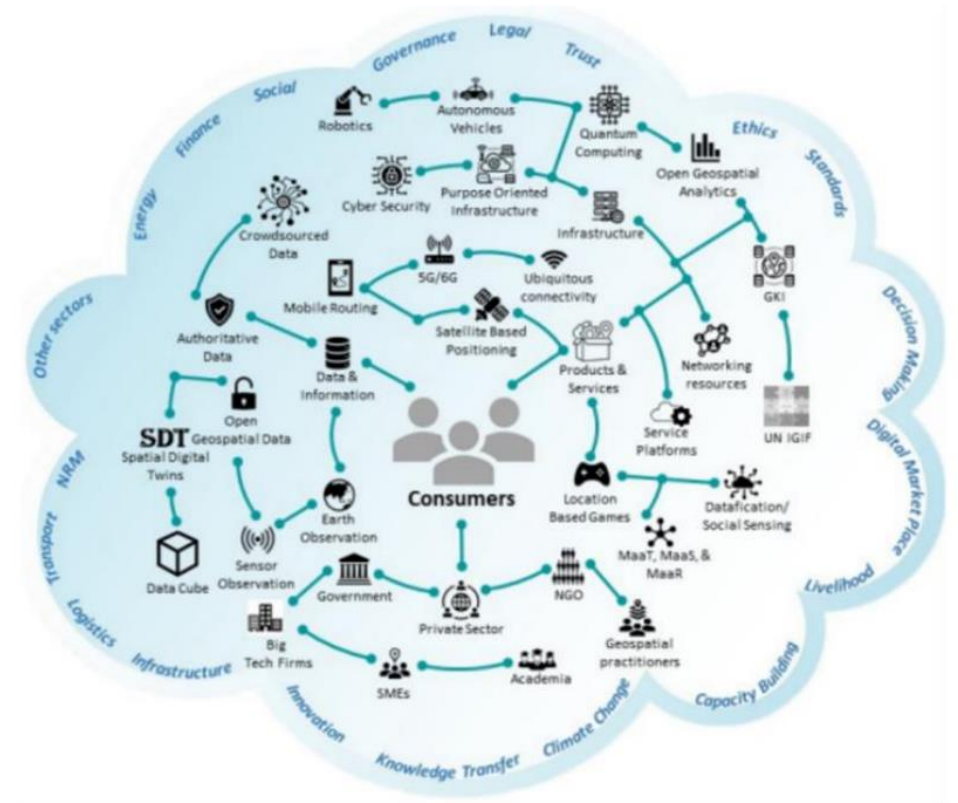 Governance
Legal
Trust
Social
Finance
Energy
Ethics
Standards
Other sectors
Decision Making
NRM
Digital Market Place
Transport
Livelihood
Logistics
Infrastructure
Capacity Building
Innovation
Climate Change
Knowledge Transfer
Robotics
Autonomous
Vehicles
Quantum
Computing
Open Geospatial
Analytics
Cyber Security
Purpose Oriented
Infrastructure
Infrastructure
Crowdsourced
Data
5G/6G
Ubiquitous
connectivity
GKI
Mobile Routing
Satellite Based
Positioning
Authoritative
Data
Data &
Information
Products &
Services
Networking
resources
Open
Geospatial Data
SDT
Spatial Digital
Twins
Service
Platforms
UN IGIF
Consumers
Location
Based Games
Datafication/
Social Sensing
Earth
Observation
MaaT, MaaS, &
MaaR
Data Cube
Sensor
Observation
Government
NGO
Private Sector
Big
Tech Firms
Geospatial
practitioners
SMEs
Academia